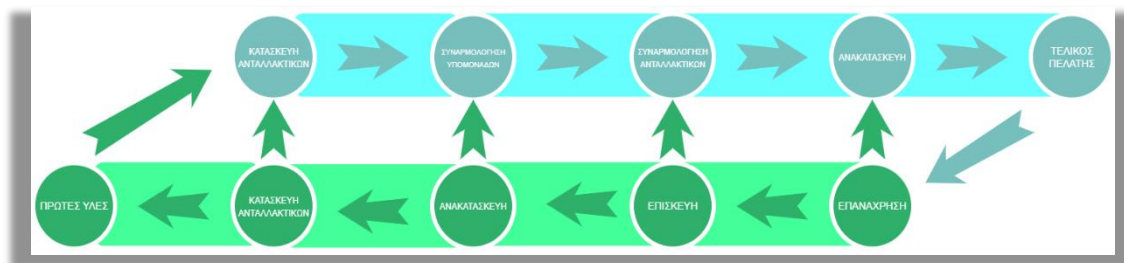 ΚΑΤΑΣΚΕΥΗ
ΑΝΤΑΛΛΑΚΤΙΚΩΝ
ΣΥΝΑΡΜΟΛΟΓΗΣΗ
ΥΠΟΜΟΝΑΔΩΝ
ΣΥΝΑΡΜΟΛΟΓΗΣΗ
ΑΝΤΑΛΛΑΚΤΙΚΩΝ
ΑΝΑΚΑΤΑΣΚΕΥΗ
ΤΕΛΙΚΟΣ
ΠΕΛΑΤΗΣ
ΠΡΩΤΕΣ ΥΛΕΣ
ΚΑΤΑΣΚΕΥΗ
ΑΝΤΑΛΛΑΚΤΙΚΩΝ
ΑΝΑΚΑΤΑΣΚΕΥΗ
ΕΠΙΣΚΕΥΗ
ΕΠΑΝΑΧΡΗΣΗ